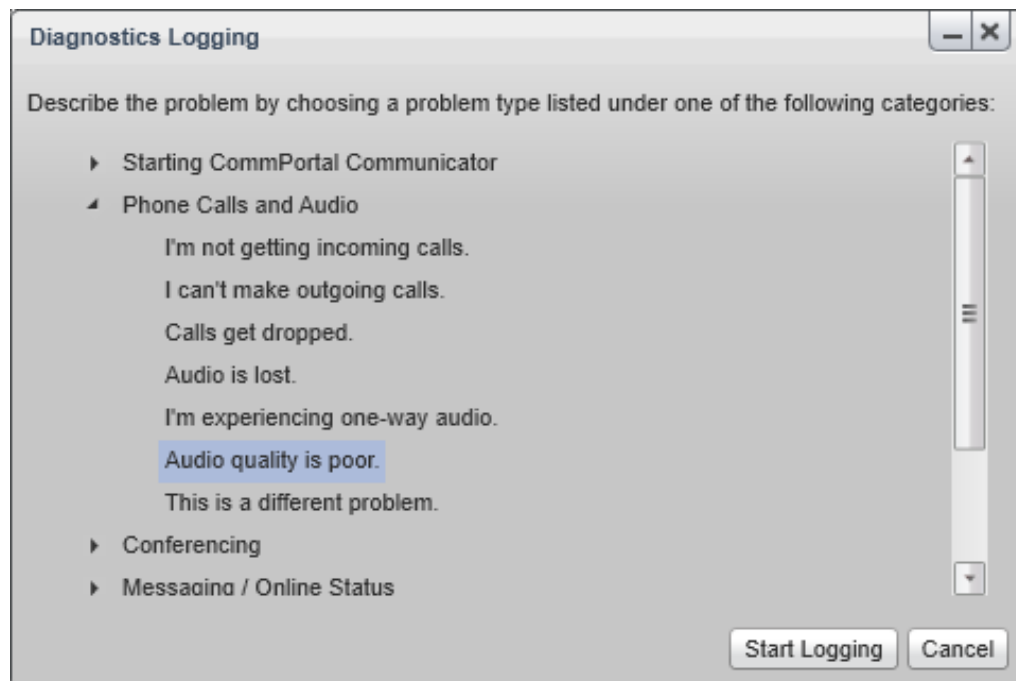 Diagnostics Logging
Describe the problem by choosing a problem type listed under one of the following categories:
Starting CommPortal Communicator
Phone Calls and Audio
I'm not getting incoming calls.
I can't make outgoing calls.
Calls get dropped.
Audio is lost.
I'm experiencing one-way audio.
Audio quality is poor.
This is a different problem.
Conferencing
Messaging / Online Status
Start Logging Cancel